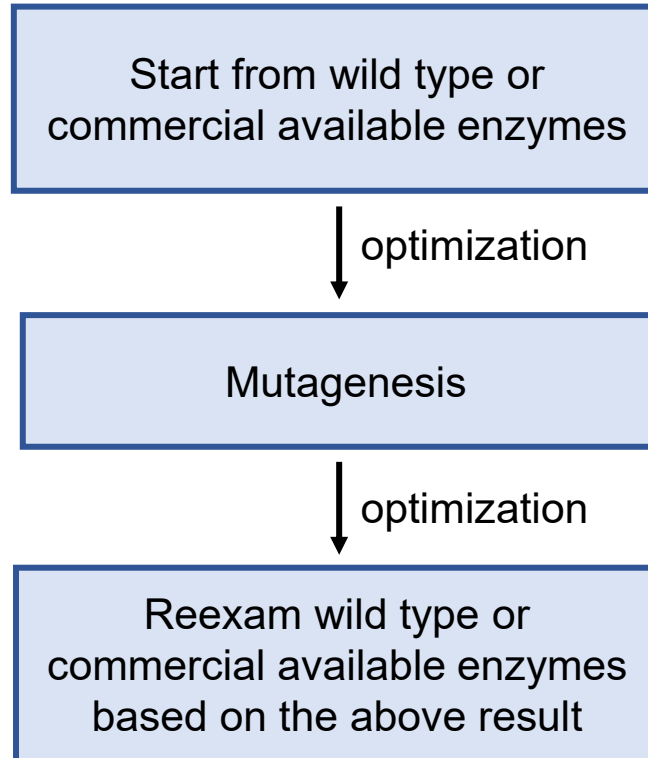 Start from wild type or
commercial available enzymes
optimization
Mutagenesis
optimization
Reexam wild type or
commercial available enzymes
based on the above result